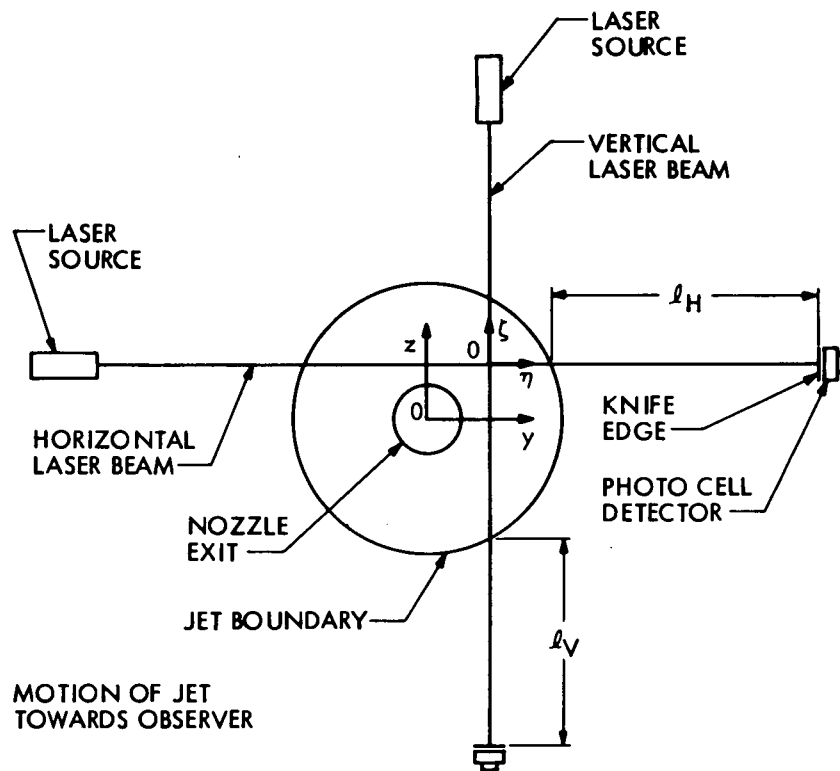 LASER
SOURCE
VERTICAL
LASER BEAM
LASER
SOURCE
ℓH
ζ
z
0
η
0
y
HORIZONTAL
LASER BEAM
KNIFE
EDGE
PHOTO CELL
DETECTOR
NOZZLE
EXIT
JET BOUNDARY
ℓV
MOTION OF JET
TOWARDS OBSERVER